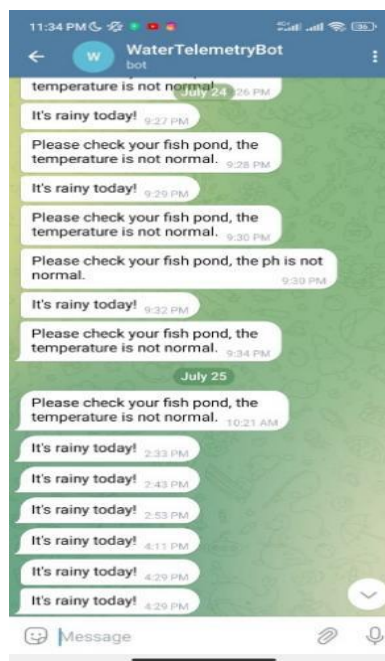 11:34 PM
36
W
WaterTelemetryBot
bot
temperature is not normal. 9:26 PM
July 24
It's rainy today! 9:27 PM
Please check your fish pond, the
temperature is not normal. 9:28 PM
It's rainy today! 9:29 PM
Please check your fish pond, the
temperature is not normal. 9:30 PM
Please check your fish pond, the ph is not
normal. 9:30 PM
It's rainy today! 9:32 PM
Please check your fish pond, the
temperature is not normal. 9:34 PM
July 25
Please check your fish pond, the
temperature is not normal. 10:21 AM
It's rainy today! 2:33 PM
It's rainy today! 2:43 PM
It's rainy today! 2:53 PM
It's rainy today! 4:11 PM
It's rainy today! 4:29 PM
It's rainy today! 4:29 PM
Message